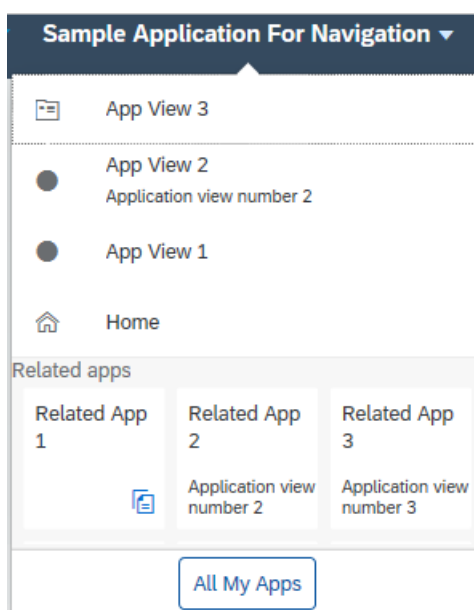 Sample Application For Navigation
App View 3
App View 2
Application view number 2
App View 1
Home
Related apps
Related App
1
Related App
2
Application view
number 2
Related App
3
Application view
number 3
All My Apps